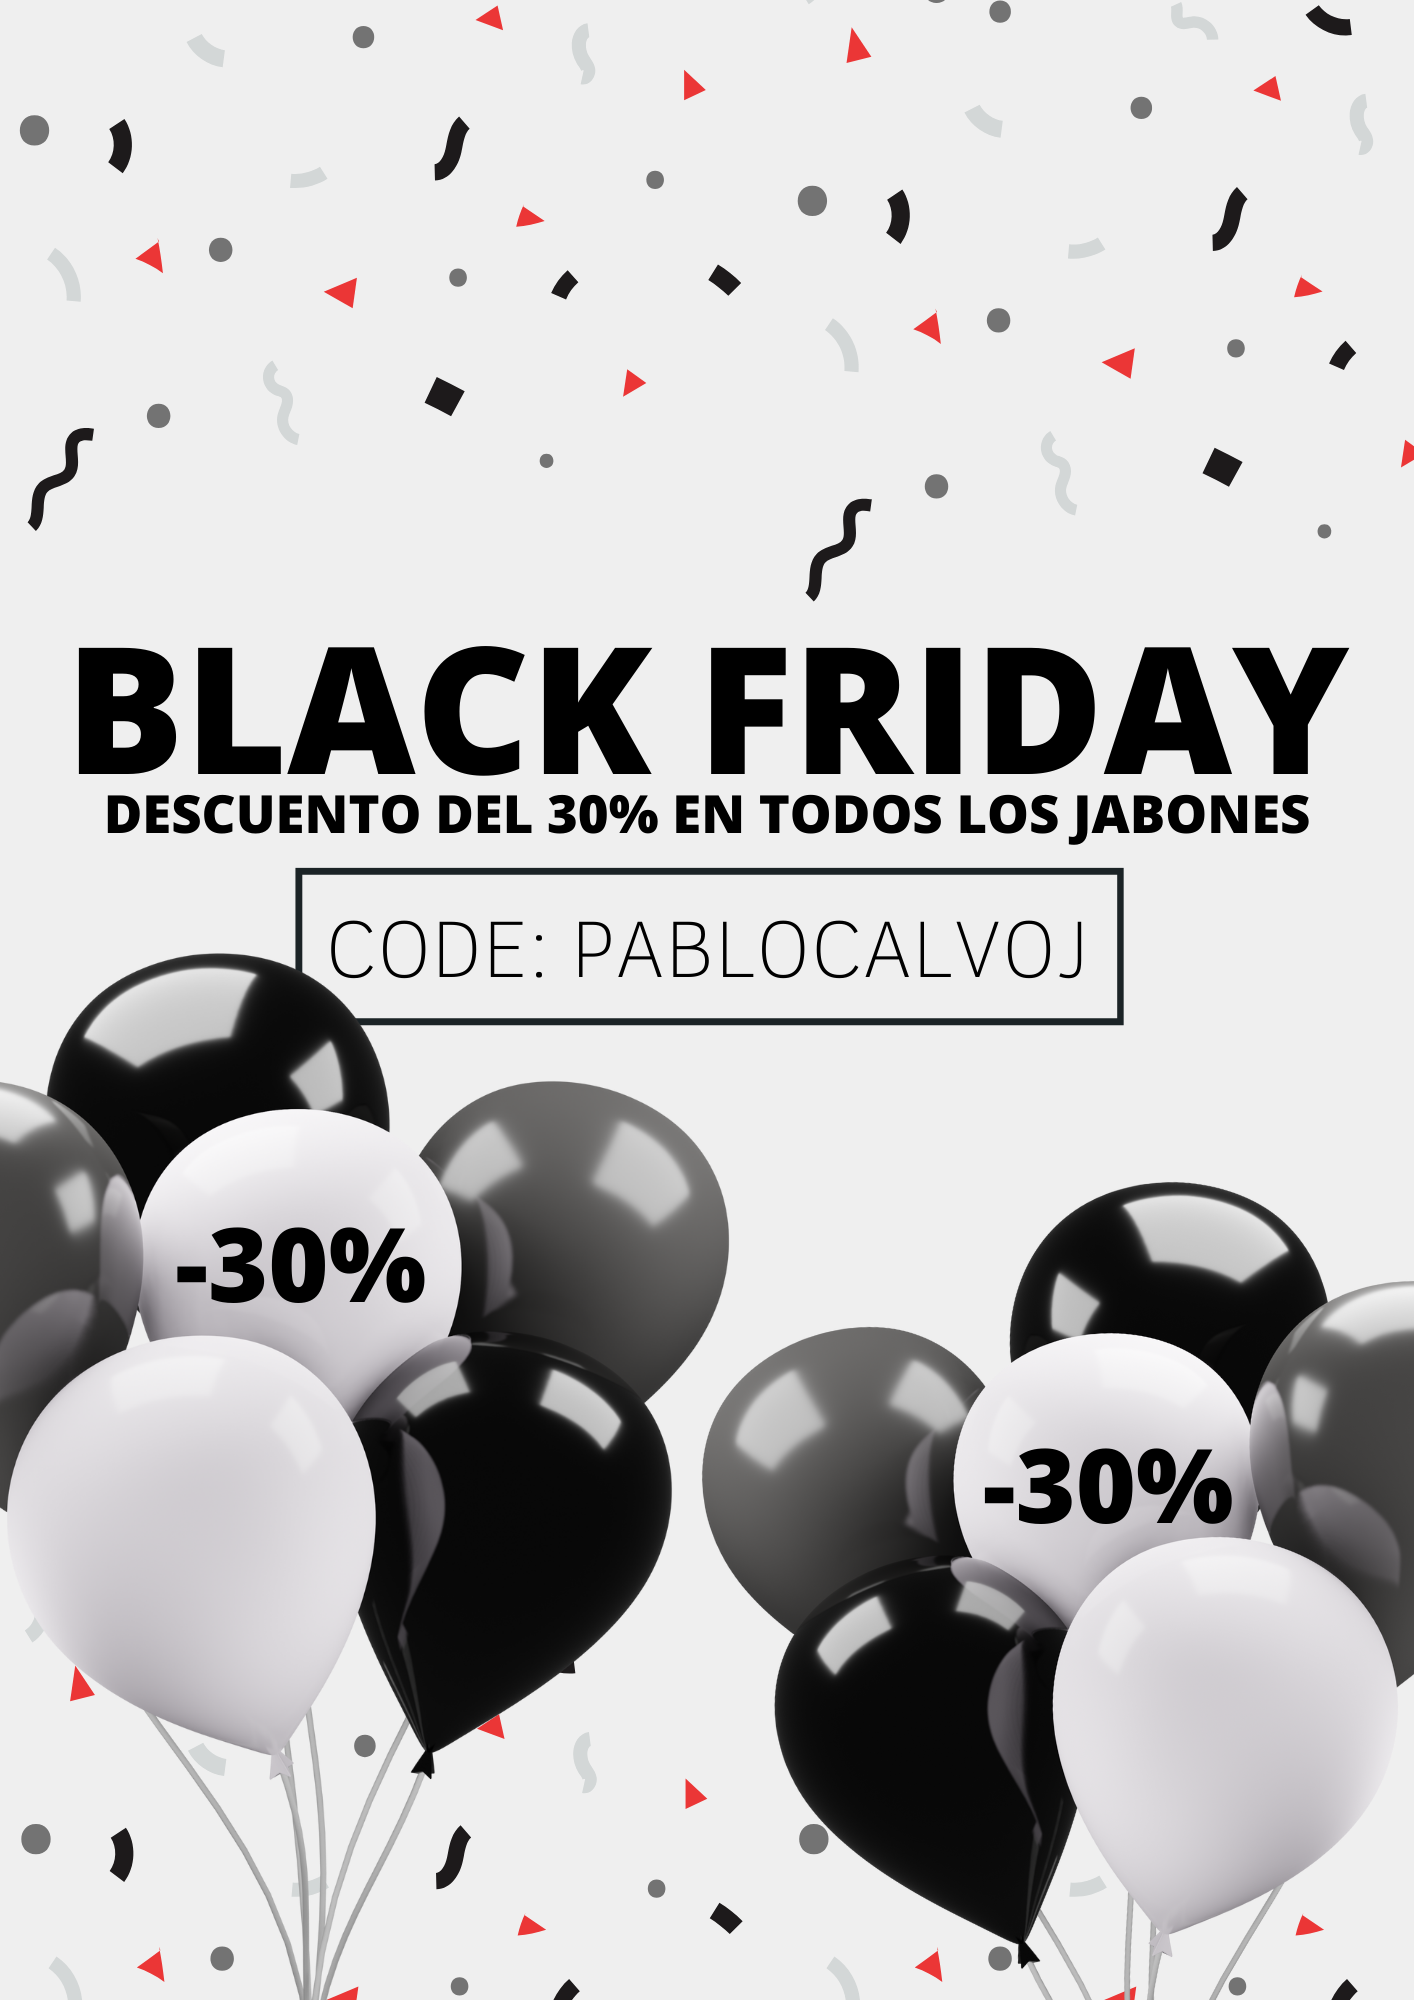 BLACK FRIDAY
DESCUENTO DEL 30% EN TODOS LOS JABONES
CODE: PABLOCALVOJ
-30%
-30%